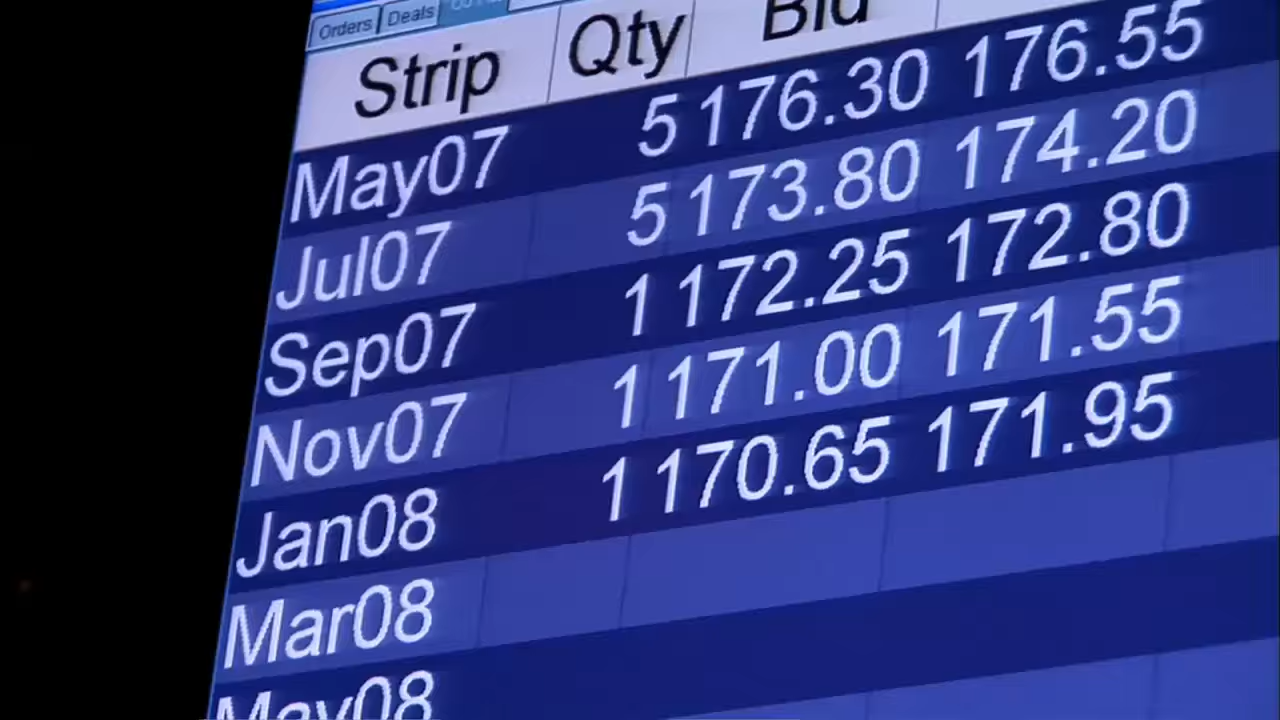 Orders Deals
Strip Qty Bid
May07 5 176.30 176.55
Jul07 5 173.80 174.20
Sep07 1 172.25 172.80
Nov07 1 171.00 171.55
Jan08 1 170.65 171.95
Mar08
May08